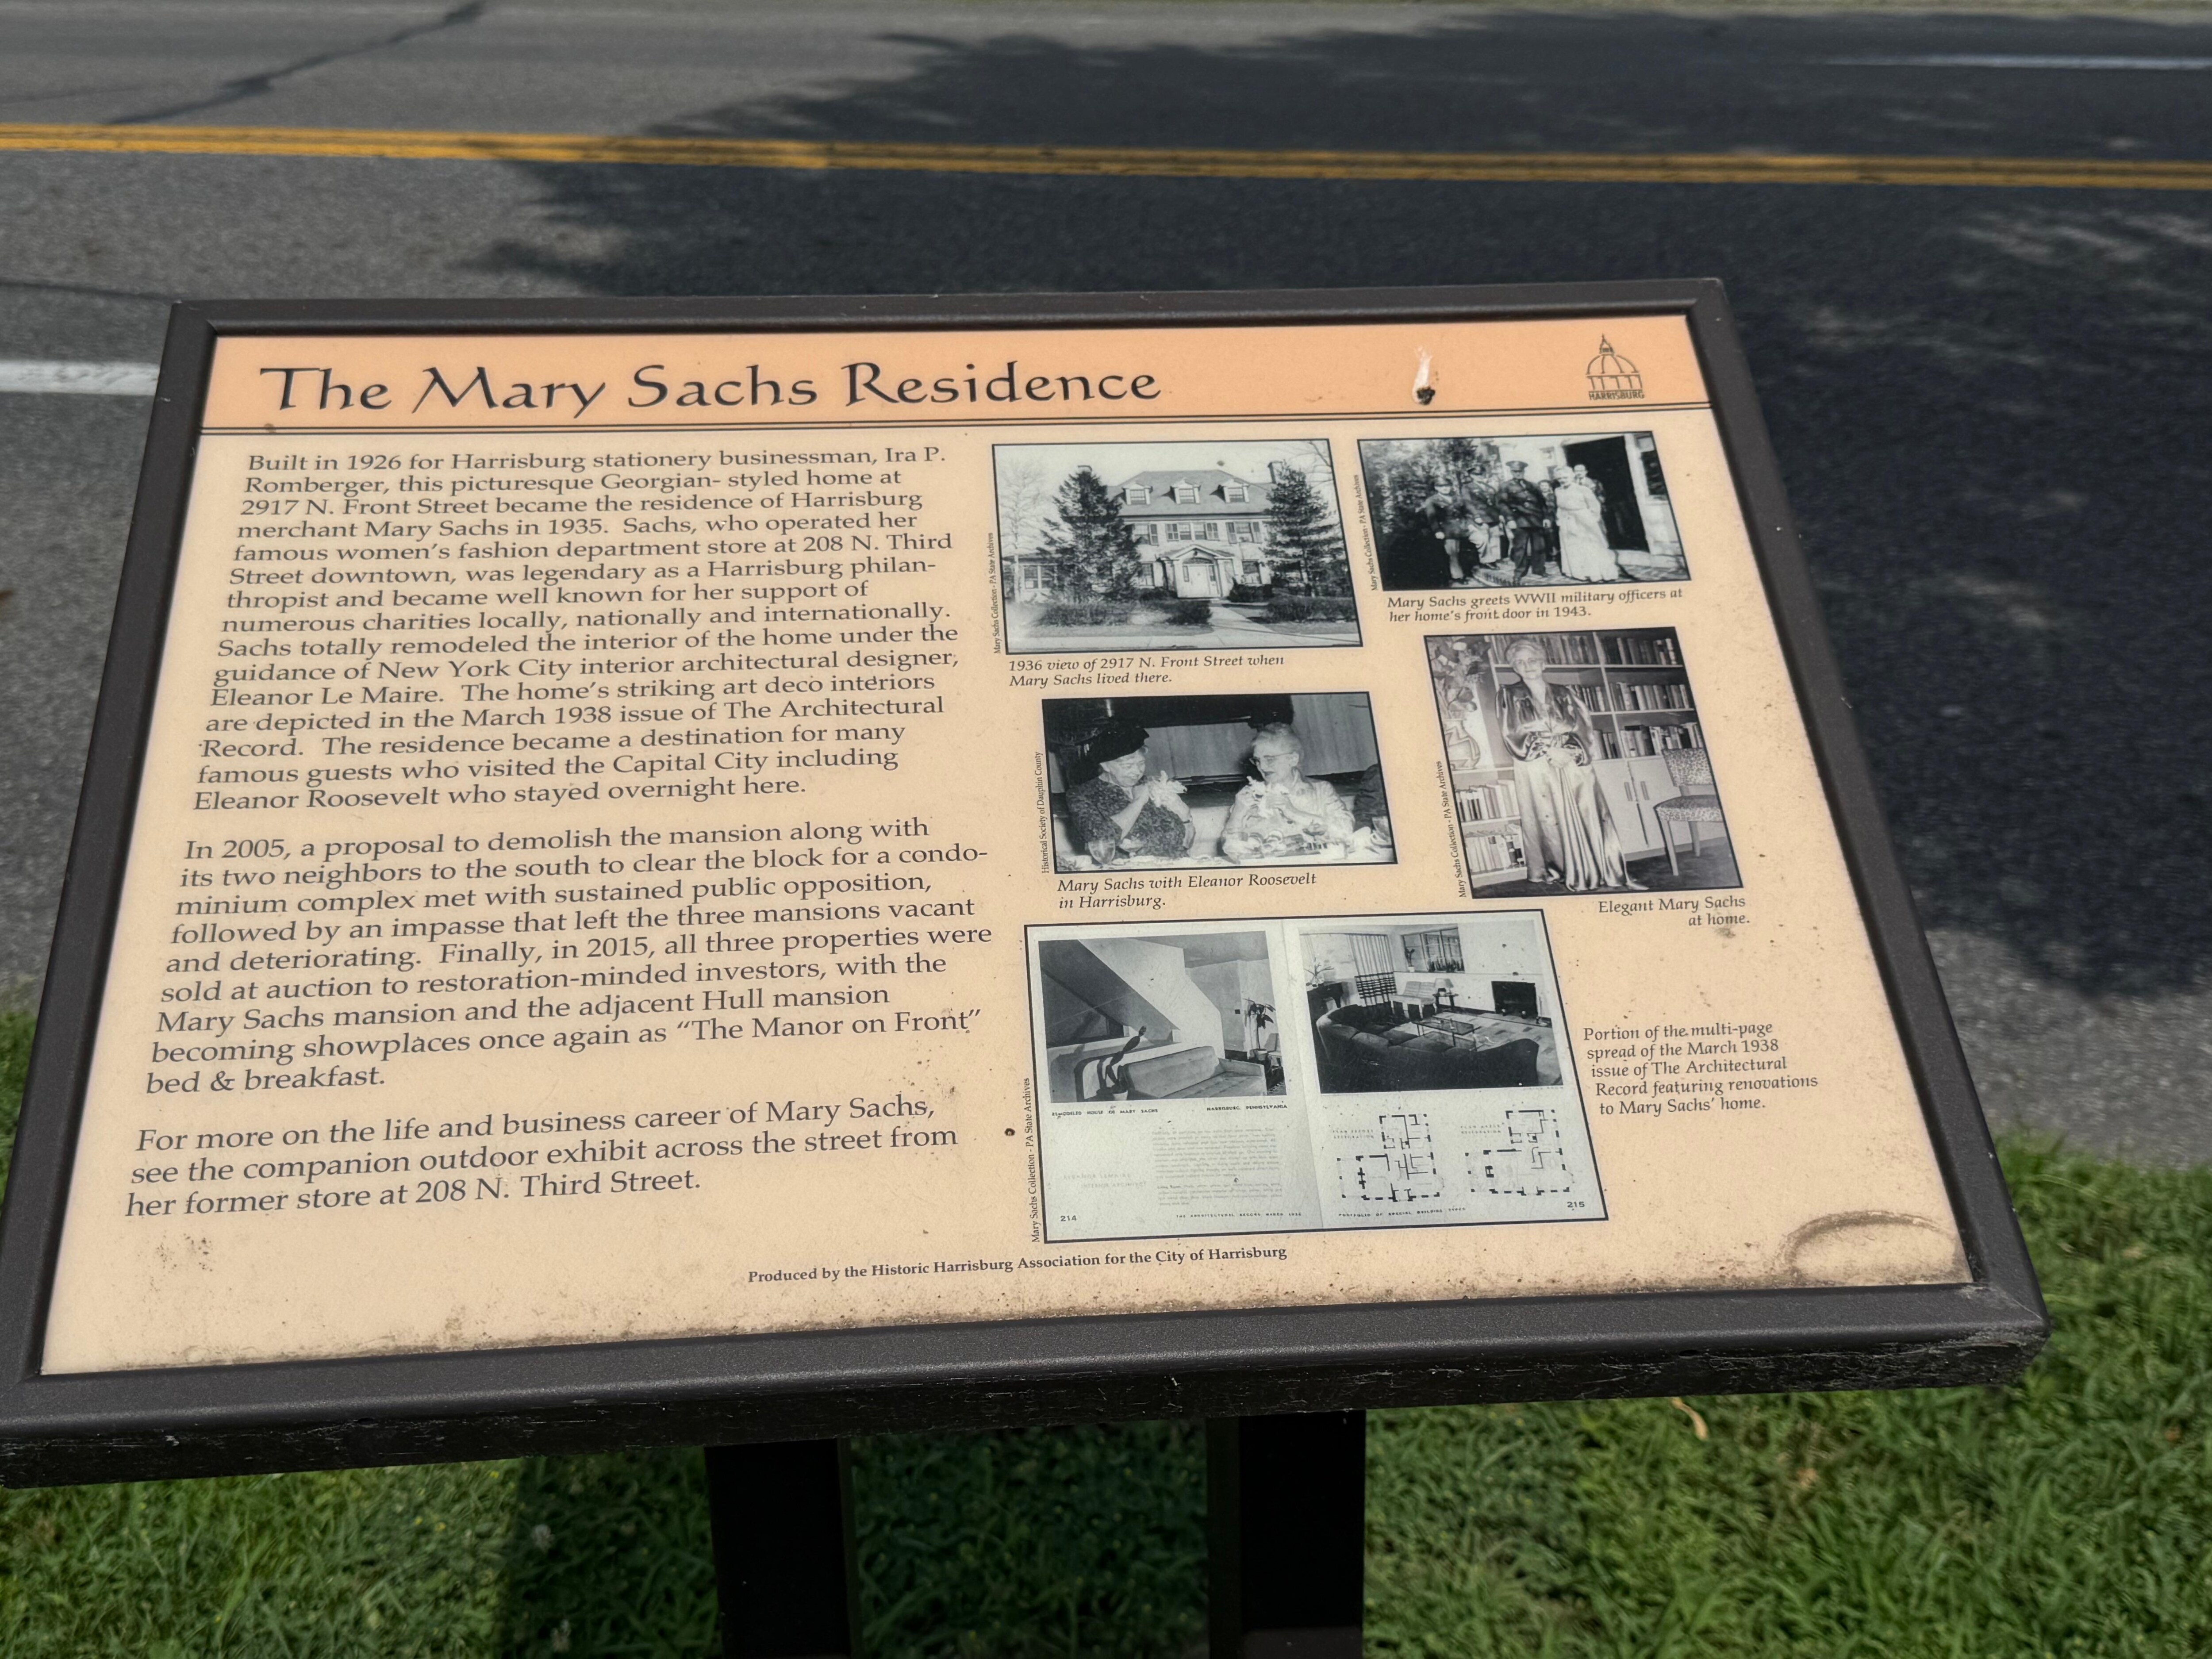 The Mary Sachs Residence
HARRISBURG
Built in 1926 for Harrisburg stationery businessman, Ira P.
Romberger, this picturesque Georgian- styled home at
2917 N. Front Street became the residence of Harrisburg
merchant Mary Sachs in 1935. Sachs, who operated her
famous women's fashion department store at 208 N. Third
Street downtown, was legendary as a Harrisburg philan-
thropist and became well known for her support of
numerous charities locally, nationally and internationally.
Sachs totally remodeled the interior of the home under the
guidance of New York City interior architectural designer,
Eleanor Le Maire. The home's striking art deco interiors
are depicted in the March 1938 issue of The Architectural
Record. The residence became a destination for many
famous guests who visited the Capital City including
Eleanor Roosevelt who stayed overnight here.
In 2005, a proposal to demolish the mansion along with
its two neighbors to the south to clear the block for a condo-
minium complex met with sustained public opposition,
followed by an impasse that left the three mansions vacant
and deteriorating. Finally, in 2015, all three properties were
sold at auction to restoration-minded investors, with the
Mary Sachs mansion and the adjacent Hull mansion
becoming showplaces once again as “The Manor on Front”
bed & breakfast.
For more on the life and business career of Mary Sachs,
see the companion outdoor exhibit across the street from
her former store at 208 N. Third Street.
Mary Sachs Collection - PA State Archives
1936 view of 2917 N. Front Street when
Mary Sachs lived there.
Mary Sachs Collection - PA State Archives
Mary Sachs greets WWII military officers at
her home's front door in 1943.
Historical Society of Dauphin County
Mary Sachs with Eleanor Roosevelt
in Harrisburg.
Mary Sachs Collection - PA State Archives
Elegant Mary Sachs
at home.
Mary Sachs Collection - PA State Archives
REMODELED HOUSE OF MARY SACHS
HARRISBURG, PENNSYLVANIA
214
THE ARCHITECTURAL RECORD MARCH 1938
215
Portion of the multi-page
spread of the March 1938
issue of The Architectural
Record featuring renovations
to Mary Sachs' home.
Produced by the Historic Harrisburg Association for the City of Harrisburg